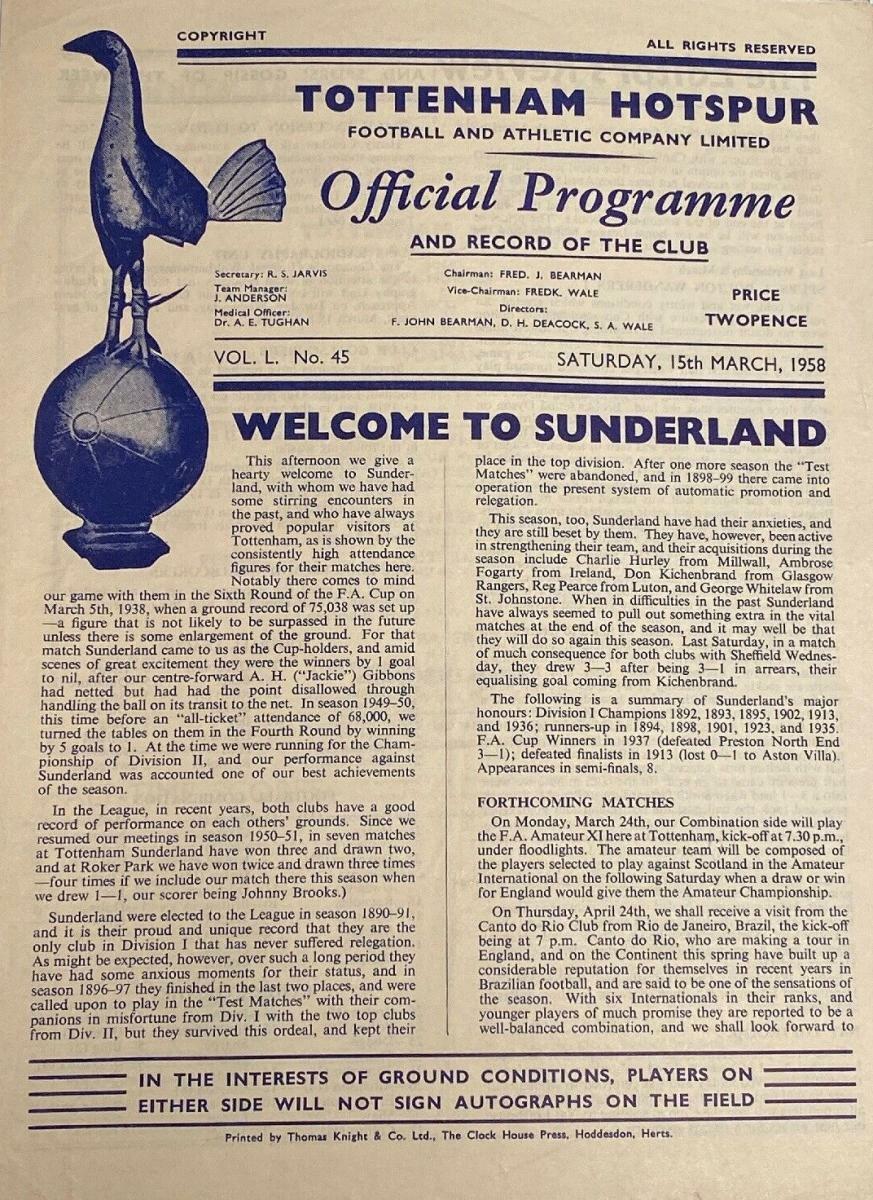 COPYRIGHT
ALL RIGHTS RESERVED
TOTTENHAM HOTSPUR
FOOTBALL AND ATHLETIC COMPANY LIMITED
Official Programme
AND RECORD OF THE CLUB
Secretary: R. S. JARVIS
Team Manager:
J. ANDERSON
Medical Officer:
Dr. A. E. TUGHAN
Chairman: FRED. J. BEARMAN
Vice-Chairman: FREDK. WALE
Directors:
F. JOHN BEARMAN, D. H. DEACOCK, S. A. WALE
PRICE
TWOPENCE
VOL. L. No. 45
SATURDAY, 15th MARCH, 1958
WELCOME TO SUNDERLAND
This afternoon we give a
hearty welcome to Sunder-
land, with whom we have had
some stirring encounters in
the past, and who have always
proved popular visitors at
Tottenham, as is shown by the
consistently high attendance
figures for their matches here.
Notably there comes to mind
our game with them in the Sixth Round of the F.A. Cup on
March 5th, 1938, when a ground record of 75,038 was set up
—a figure that is not likely to be surpassed in the future
unless there is some enlargement of the ground. For that
match Sunderland came to us as the Cup-holders, and amid
scenes of great excitement they were the winners by 1 goal
to nil, after our centre-forward A. H. ("Jackie") Gibbons
had netted but had had the point disallowed through
handling the ball on its transit to the net. In season 1949-50,
this time before an "all-ticket" attendance of 68,000, we
turned the tables on them in the Fourth Round by winning
by 5 goals to 1. At the time we were running for the Cham-
pionship of Division II, and our performance against
Sunderland was accounted one of our best achievements
of the season.
In the League, in recent years, both clubs have a good
record of performance on each others' grounds. Since we
resumed our meetings in season 1950-51, in seven matches
at Tottenham Sunderland have won three and drawn two,
and at Roker Park we have won twice and drawn three times
—four times if we include our match there this season when
we drew 1—1, our scorer being Johnny Brooks.)
Sunderland were elected to the League in season 1890-91,
and it is their proud and unique record that they are the
only club in Division I that has never suffered relegation.
As might be expected, however, over such a long period they
have had some anxious moments for their status, and in
season 1896-97 they finished in the last two places, and were
called upon to play in the "Test Matches" with their com-
panions in misfortune from Div. I with the two top clubs
from Div. II, but they survived this ordeal, and kept their
place in the top division. After one more season the "Test
Matches" were abandoned, and in 1898-99 there came into
operation the present system of automatic promotion and
relegation.
This season, too, Sunderland have had their anxieties, and
they are still beset by them. They have, however, been active
in strengthening their team, and their acquisitions during the
season include Charlie Hurley from Millwall, Ambrose
Fogarty from Ireland, Don Kichenbrand from Glasgow
Rangers, Reg Pearce from Luton, and George Whitelaw from
St. Johnstone. When in difficulties in the past Sunderland
have always seemed to pull out something extra in the vital
matches at the end of the season, and it may well be that
they will do so again this season. Last Saturday, in a match
of much consequence for both clubs with Sheffield Wednes-
day, they drew 3—3 after being 3—1 in arrears, their
equalising goal coming from Kichenbrand.
The following is a summary of Sunderland's major
honours: Division I Champions 1892, 1893, 1895, 1902, 1913,
and 1936; runners-up in 1894, 1898, 1901, 1923, and 1935.
F.A. Cup Winners in 1937 (defeated Preston North End
3—1); defeated finalists in 1913 (lost 0—1 to Aston Villa).
Appearances in semi-finals, 8.
FORTHCOMING MATCHES
On Monday, March 24th, our Combination side will play
the F.A. Amateur XI here at Tottenham, kick-off at 7.30 p.m.,
under floodlights. The amateur team will be composed of
the players selected to play against Scotland in the Amateur
International on the following Saturday when a draw or win
for England would give them the Amateur Championship.
On Thursday, April 24th, we shall receive a visit from the
Canto do Rio Club from Rio de Janeiro, Brazil, the kick-off
being at 7 p.m. Canto do Rio, who are making a tour in
England, and on the Continent this spring have built up a
considerable reputation for themselves in recent years in
Brazilian football, and are said to be one of the sensations of
the season. With six Internationals in their ranks, and
younger players of much promise they are reported to be a
well-balanced combination, and we shall look forward to
IN THE INTERESTS OF GROUND CONDITIONS, PLAYERS ON
EITHER SIDE WILL NOT SIGN AUTOGRAPHS ON THE FIELD
Printed by Thomas Knight & Co. Ltd., The Clock House Press, Hoddesdon, Herts.